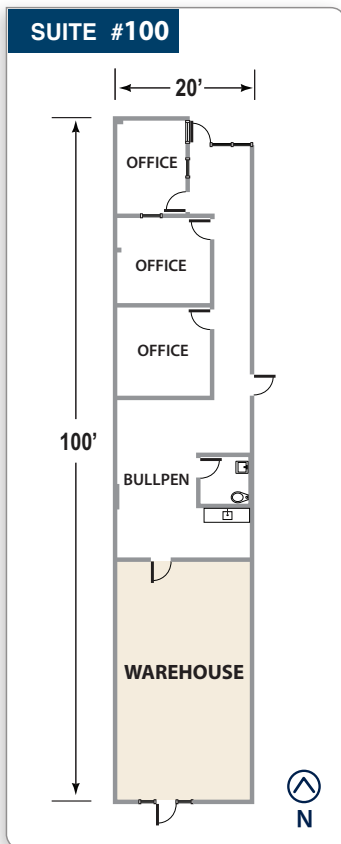 SUITE #100
20’
OFFICE
OFFICE
OFFICE
100’
BULLPEN
WAREHOUSE
N